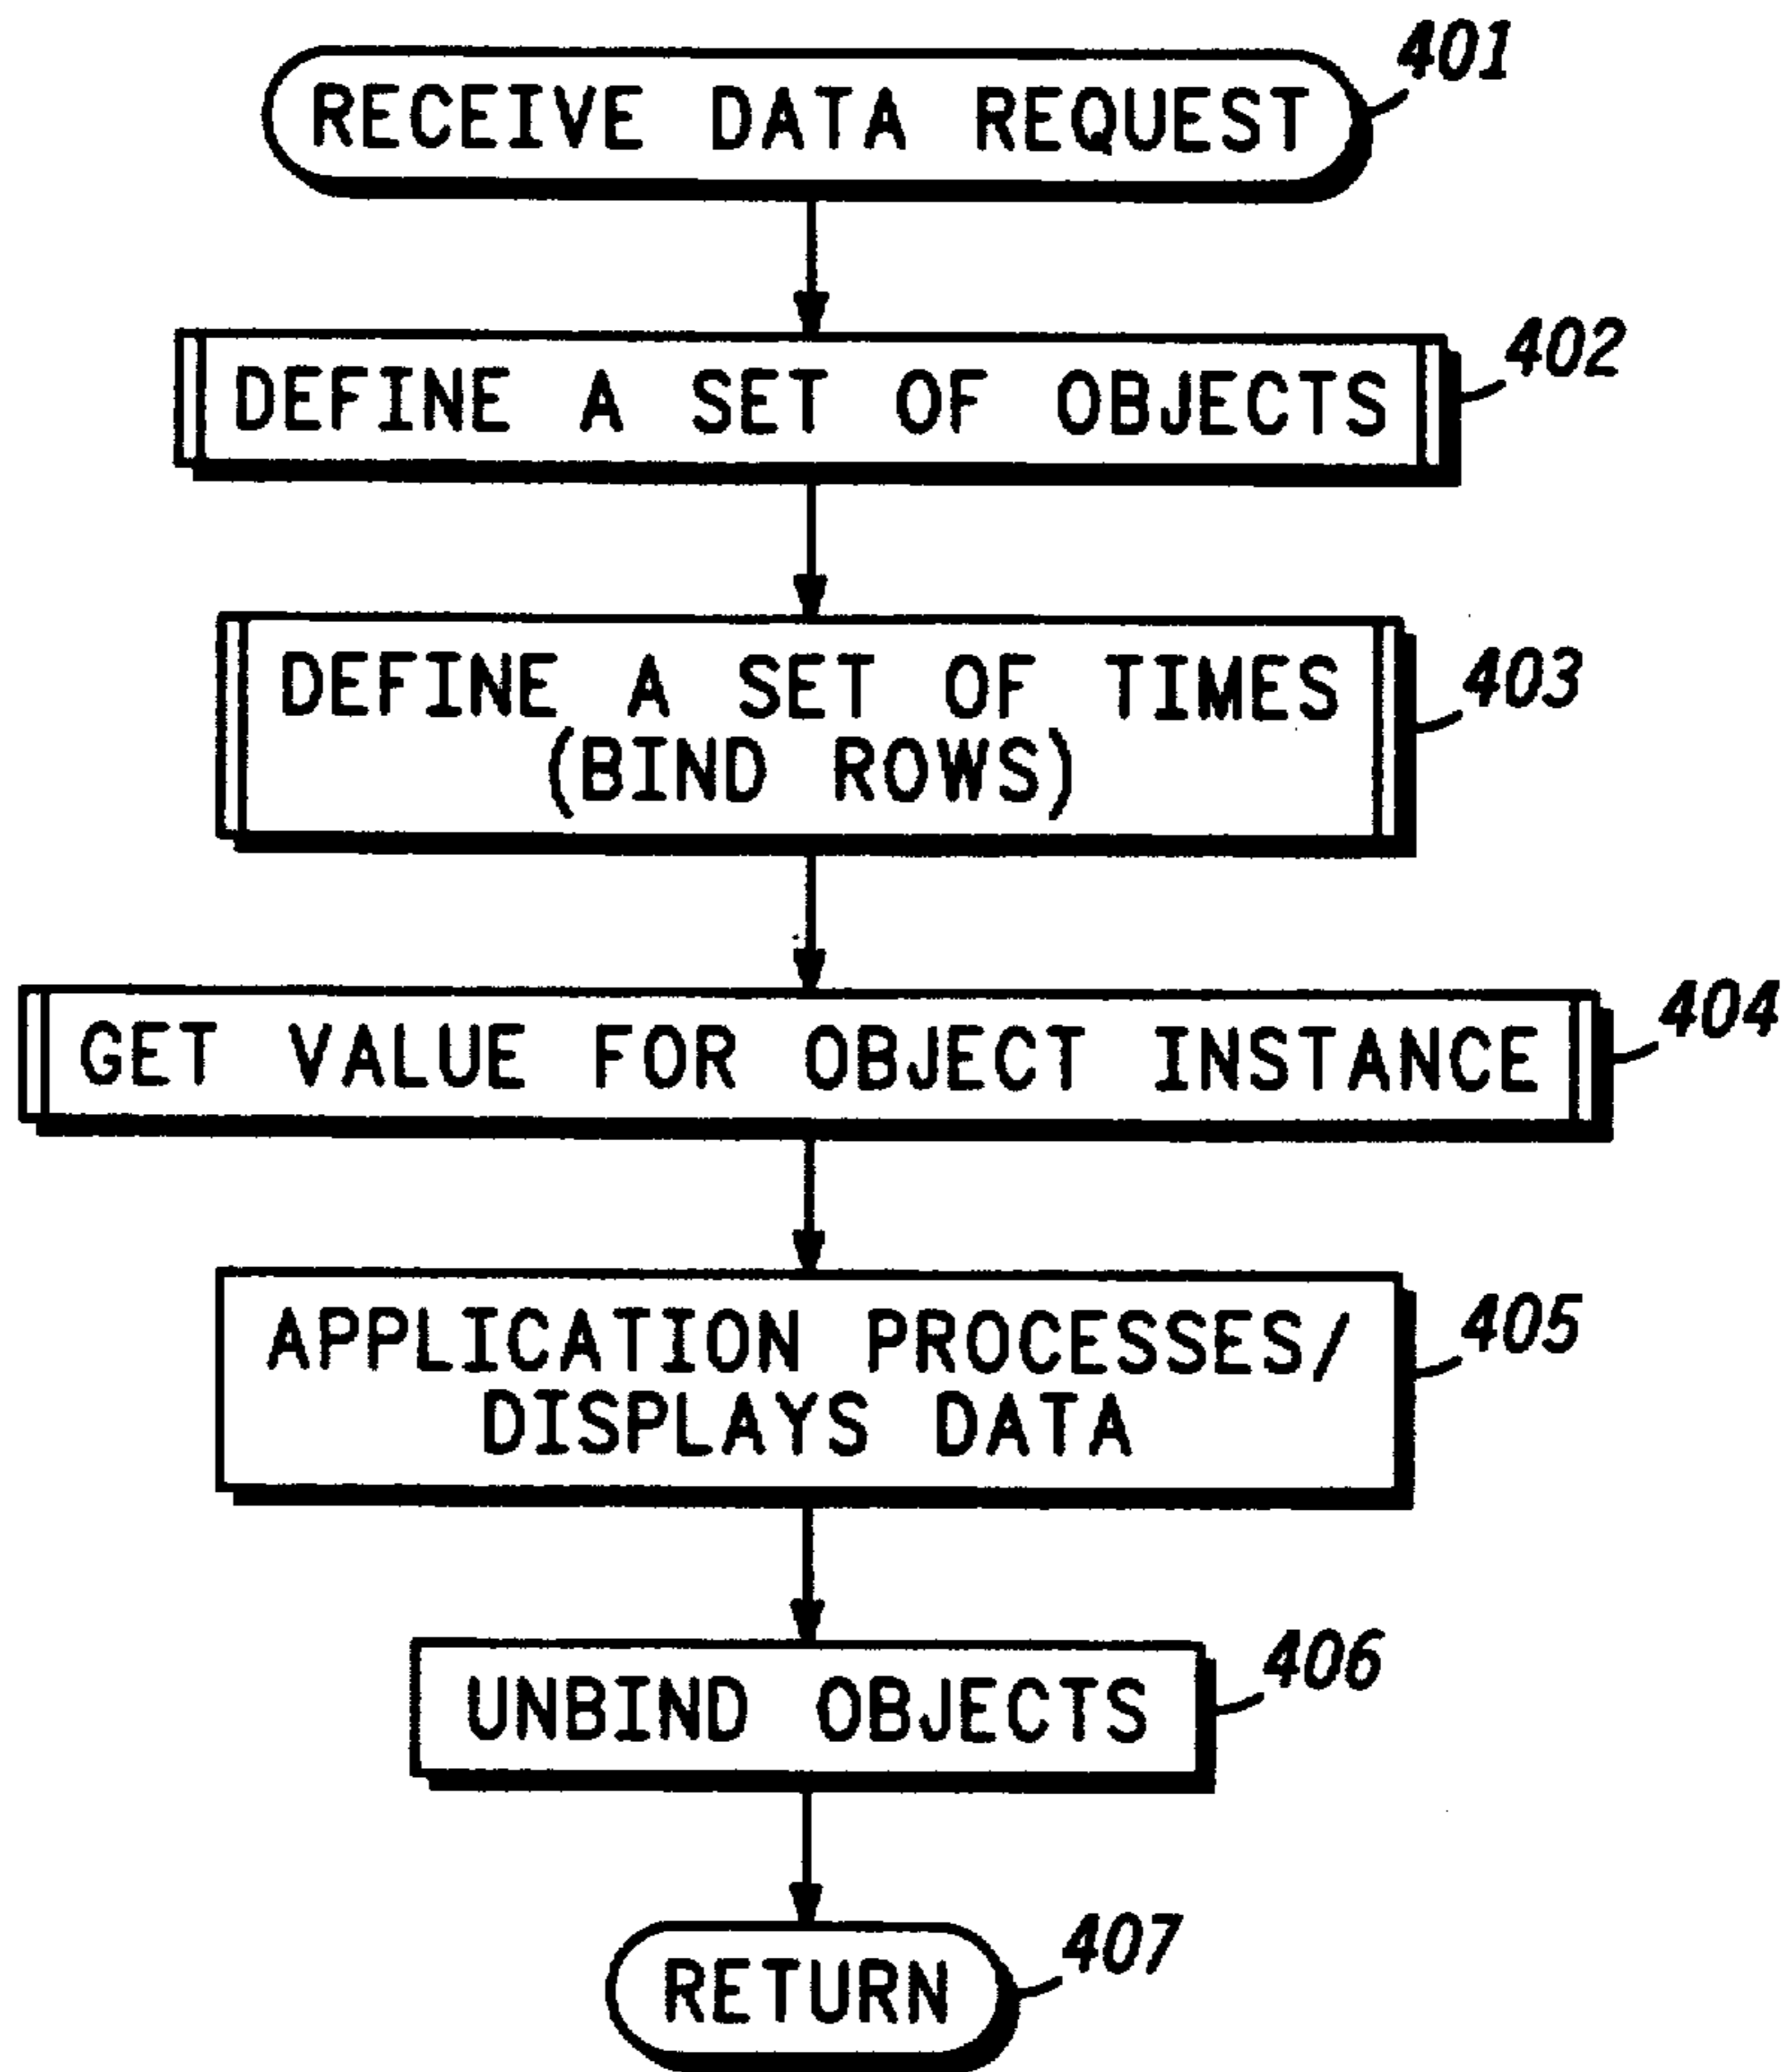 RECEIVE DATA REQUEST
401
DEFINE A SET OF OBJECTS
402
DEFINE A SET OF TIMES
(BIND ROWS)
403
GET VALUE FOR OBJECT INSTANCE
404
APPLICATION PROCESSES/
DISPLAYS DATA
405
UNBIND OBJECTS
406
RETURN
407